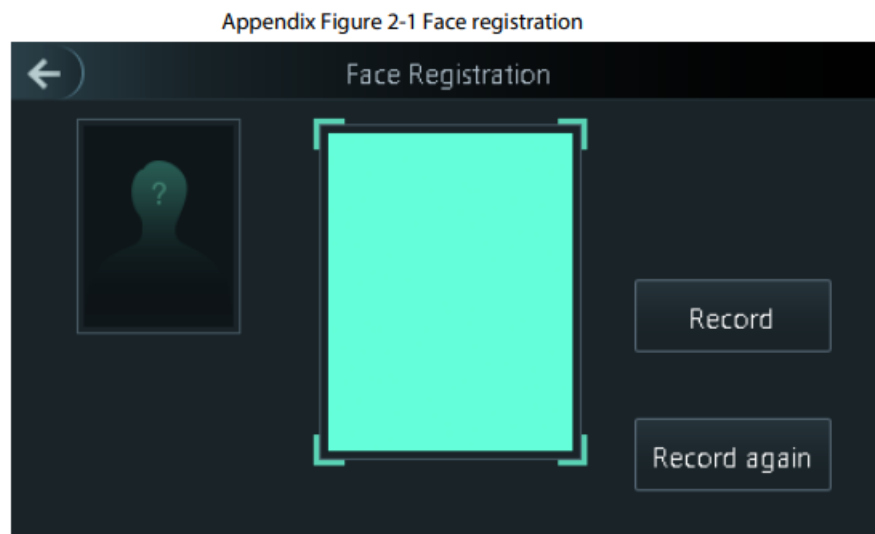 Appendix Figure 2-1 Face registration
Face Registration
?
Record
Record again